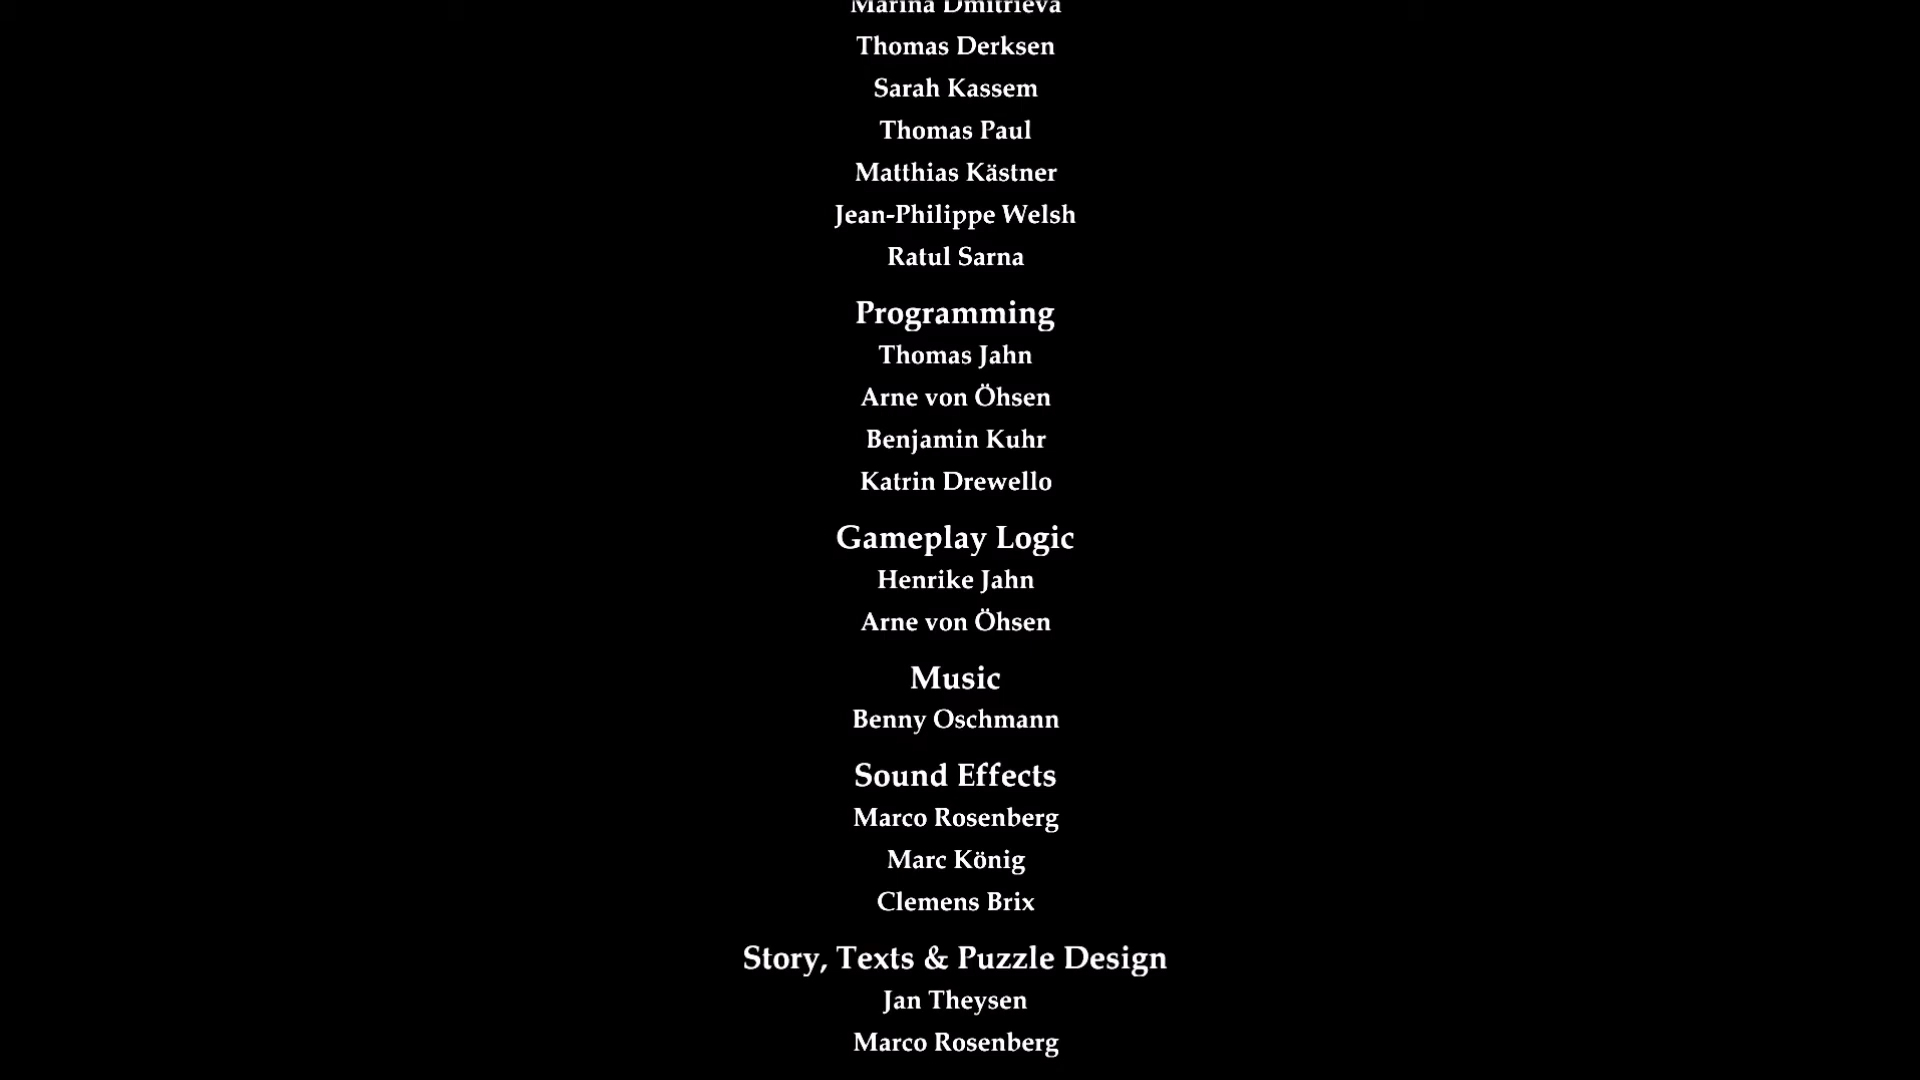 Marina Dmitrieva
Thomas Derksen
Sarah Kassem
Thomas Paul
Matthias Kästner
Jean-Philippe Welsh
Ratul Sarna
Programming
Thomas Jahn
Arne von Öhsen
Benjamin Kuhr
Katrin Drewello
Gameplay Logic
Henrike Jahn
Arne von Öhsen
Music
Benny Oschmann
Sound Effects
Marco Rosenberg
Marc König
Clemens Brix
Story, Texts & Puzzle Design
Jan Theysen
Marco Rosenberg